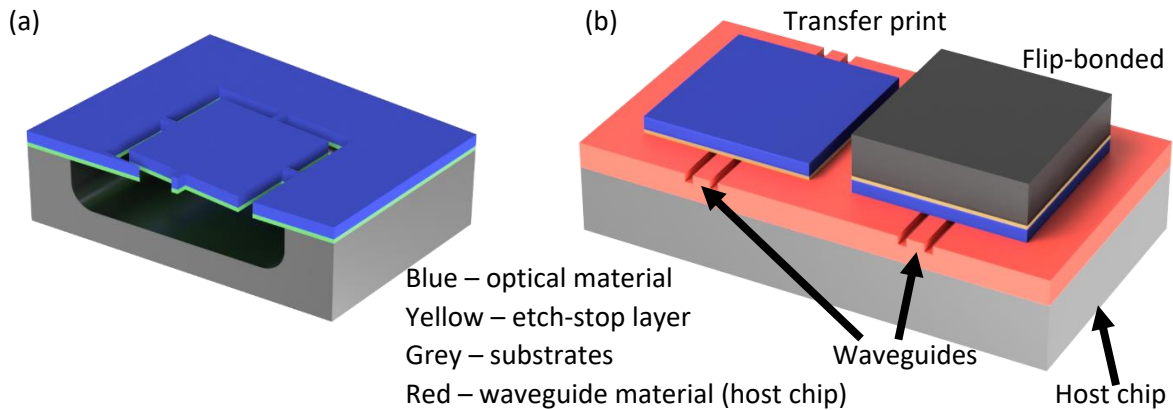 (a)
(b)
Transfer print
Flip-bonded
Blue – optical material
Yellow – etch-stop layer
Grey – substrates
Red – waveguide material (host chip)
Waveguides
Host chip